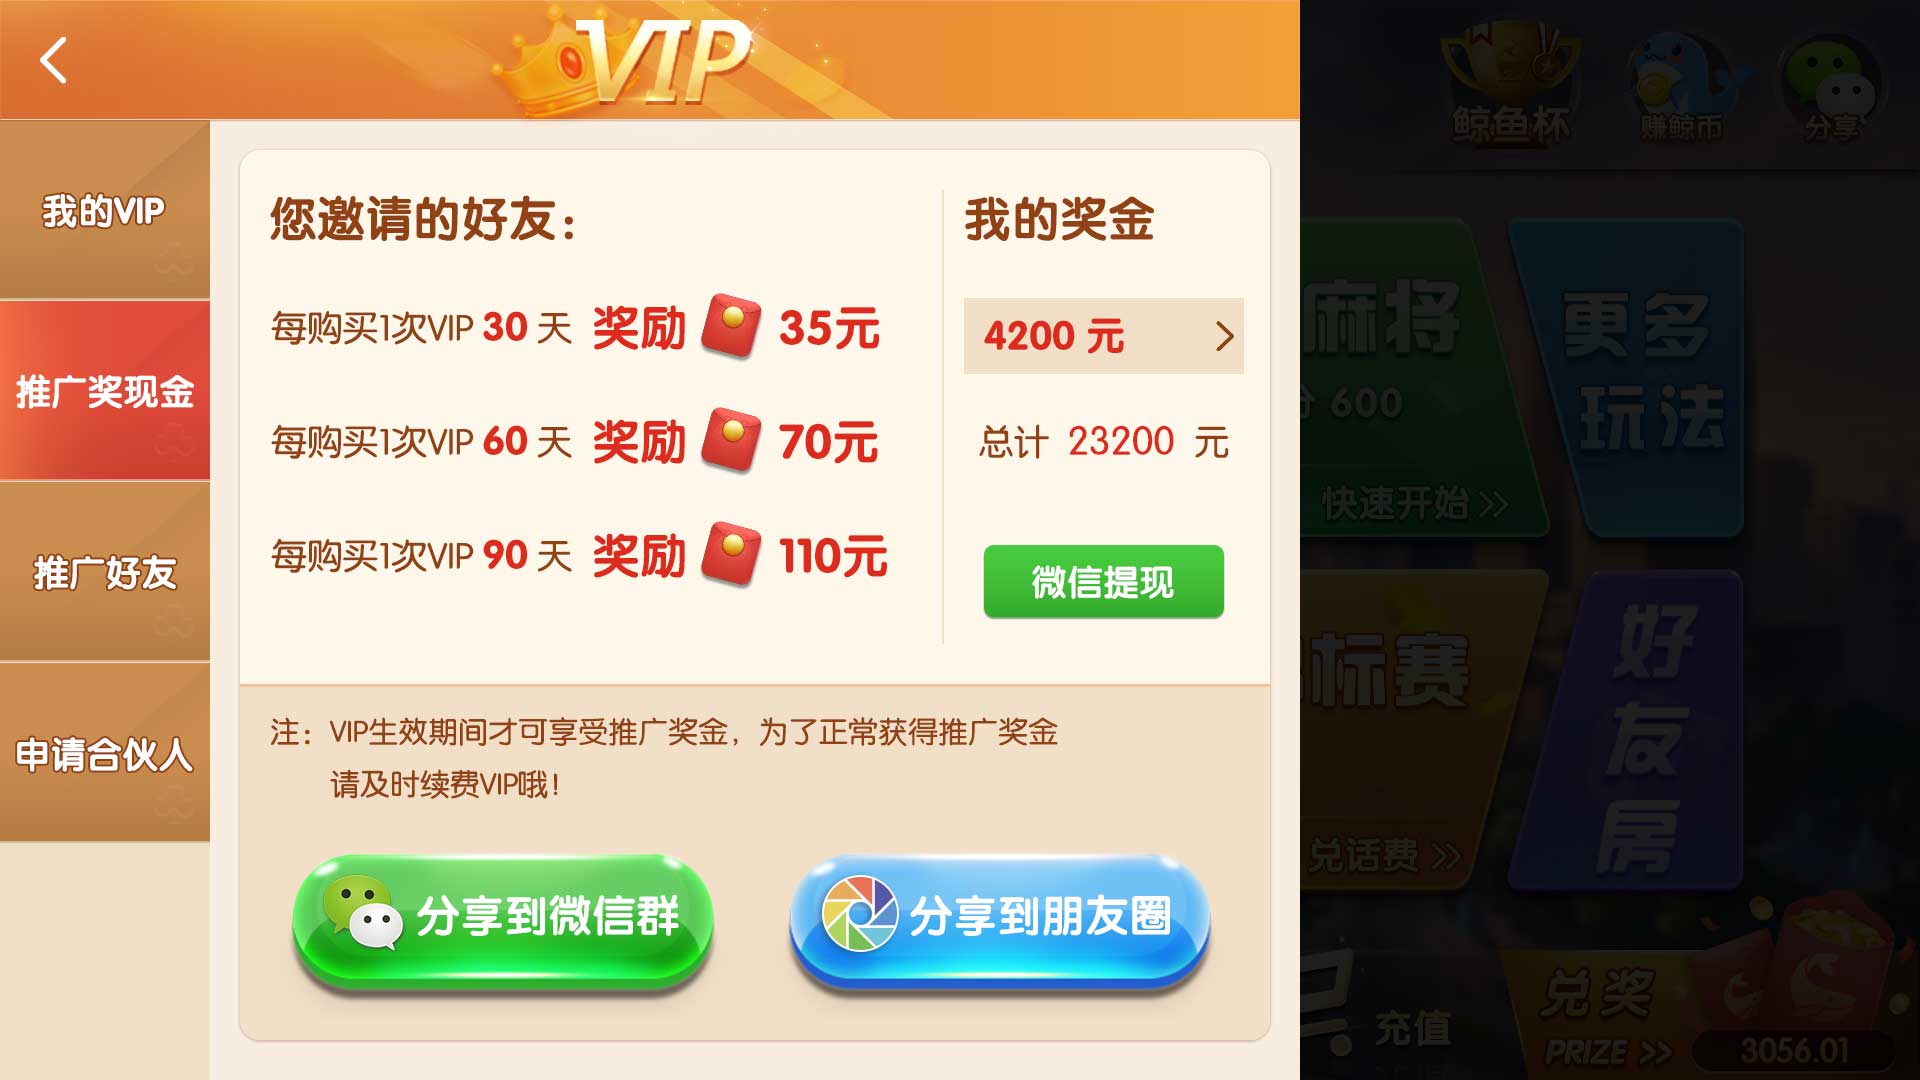 VIP
我的VIP
推广奖现金
推广好友
申请合伙人
您邀请的好友：
每购买1次VIP 30 天 奖励 35元
每购买1次VIP 60 天 奖励 70元
每购买1次VIP 90 天 奖励 110元
我的奖金
4200 元
总计 23200 元
微信提现
注：VIP生效期间才可享受推广奖金，为了正常获得推广奖金
请及时续费VIP哦！
分享到微信群
分享到朋友圈
鲸鱼杯
赚鲸币
分享
麻将
分 600
快速开始>>
更多
玩法
标赛
兑话费>>
好
友
房
充值
兑奖
PRIZE >>
3056.01